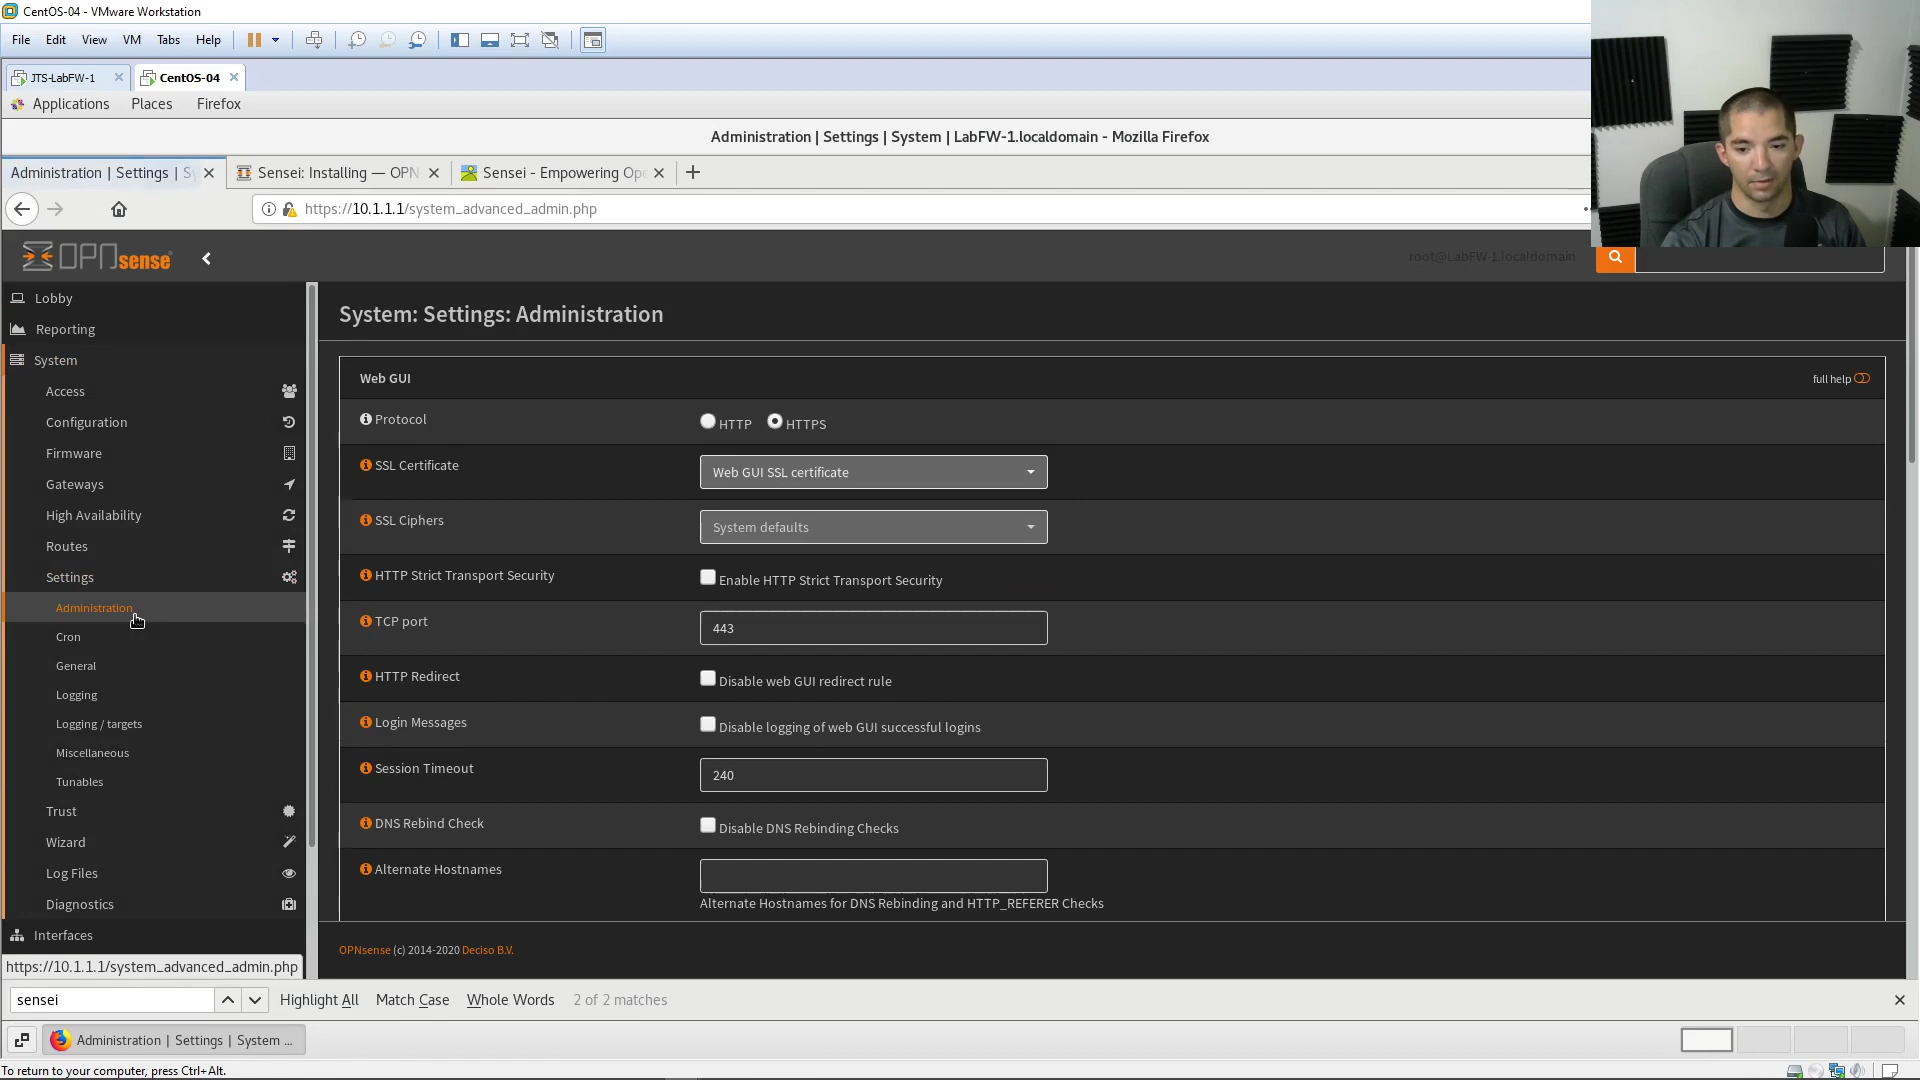 CentOS-04 - VMware Workstation
File Edit View VM Tabs Help
JTS-LabFW-1 CentOS-04
Applications Places Firefox
Administration | Settings | System | LabFW-1.localdomain - Mozilla Firefox
Administration | Settings | Sy Sensei: Installing — OPN Sensei - Empowering Ope
https://10.1.1.1/system_advanced_admin.php
OPNsense
root@LabFW-1.localdomain
Lobby
Reporting
System
Access
Configuration
Firmware
Gateways
High Availability
Routes
Settings
Administration
Cron
General
Logging
Logging / targets
Miscellaneous
Tunables
Trust
Wizard
Log Files
Diagnostics
Interfaces
https://10.1.1.1/system_advanced_admin.php
System: Settings: Administration
Web GUI full help
Protocol HTTP HTTPS
SSL Certificate Web GUI SSL certificate
SSL Ciphers System defaults
HTTP Strict Transport Security Enable HTTP Strict Transport Security
TCP port 443
HTTP Redirect Disable web GUI redirect rule
Login Messages Disable logging of web GUI successful logins
Session Timeout 240
DNS Rebind Check Disable DNS Rebinding Checks
Alternate Hostnames
Alternate Hostnames for DNS Rebinding and HTTP_REFERER Checks
OPNsense (c) 2014-2020 Deciso B.V.
sensei Highlight All Match Case Whole Words 2 of 2 matches
Administration | Settings | System ...
To return to your computer, press Ctrl+Alt.